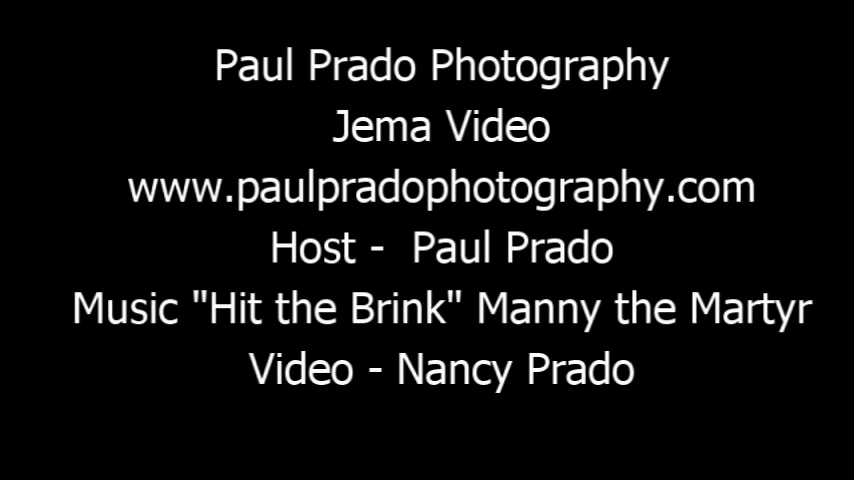 Paul Prado Photography
Jema Video
www.paulpradophotography.com
Host -  Paul Prado
Music "Hit the Brink" Manny the Martyr
Video - Nancy Prado